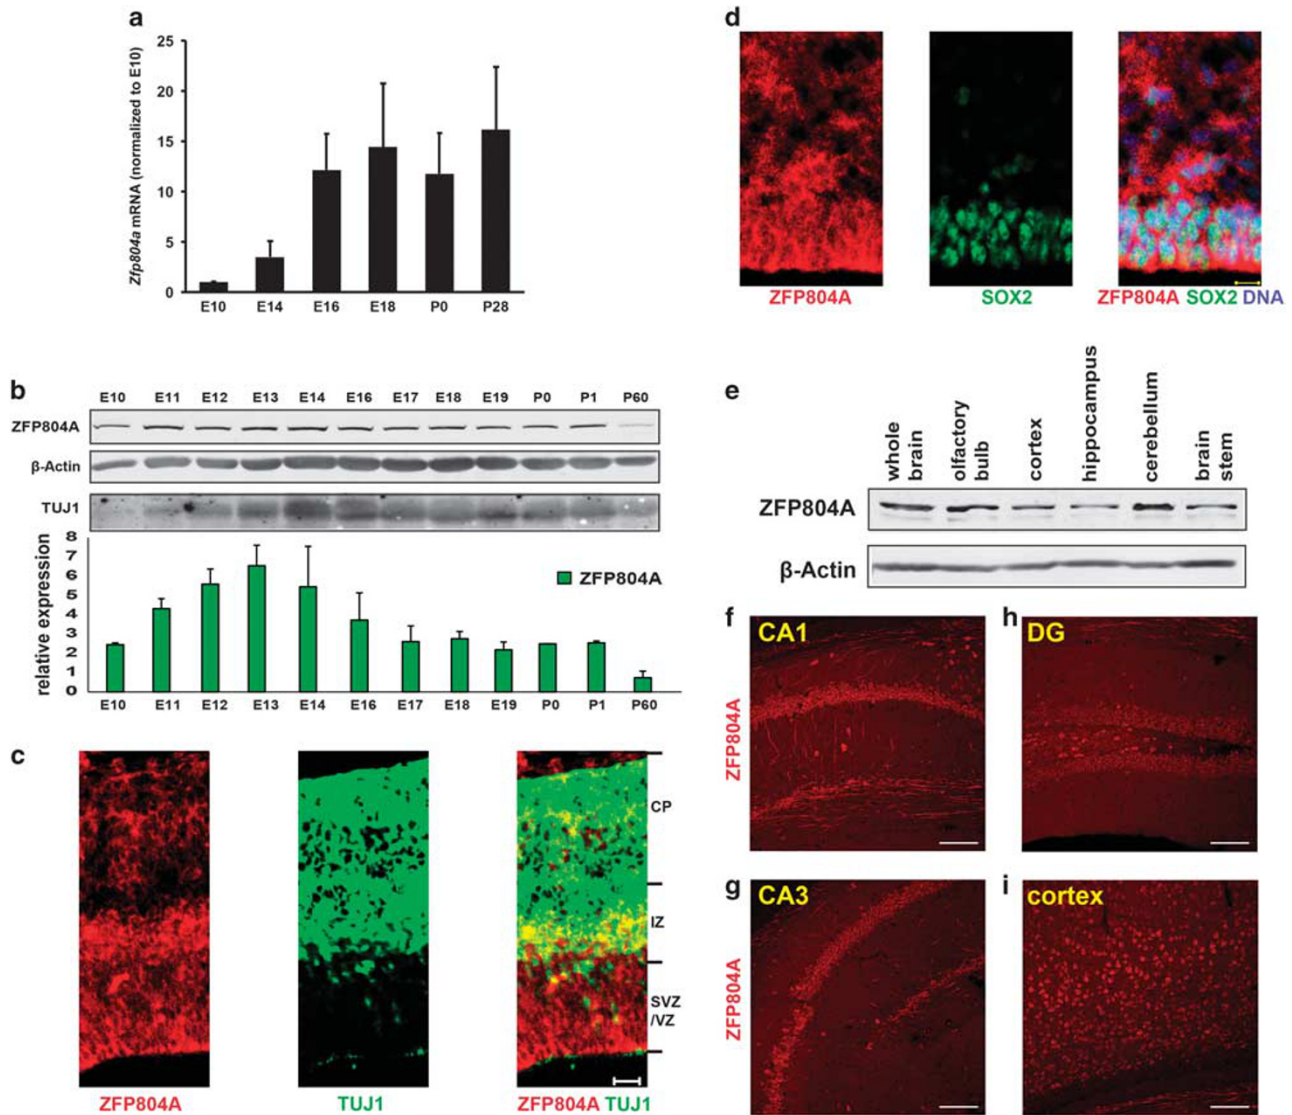 a
Zfp804a mRNA (normalized to E10)
25
20
15
10
5
0
E10 E14 E16 E18 P0 P28
b
E10 E11 E12 E13 E14 E16 E17 E18 E19 P0 P1 P60
ZFP804A
β-Actin
TUJ1
relative expression
8
7
6
5
4
3
2
1
0
ZFP804A
E10 E11 E12 E13 E14 E16 E17 E18 E19 P0 P1 P60
c
CP
IZ
SVZ
/VZ
ZFP804A
TUJ1
ZFP804A TUJ1
d
ZFP804A
SOX2
ZFP804A SOX2 DNA
e
whole
brain
olfactory
bulb
cortex
hippocampus
cerebellum
brain
stem
ZFP804A
β-Actin
f
CA1
ZFP804A
h
DG
g
CA3
ZFP804A
i
cortex